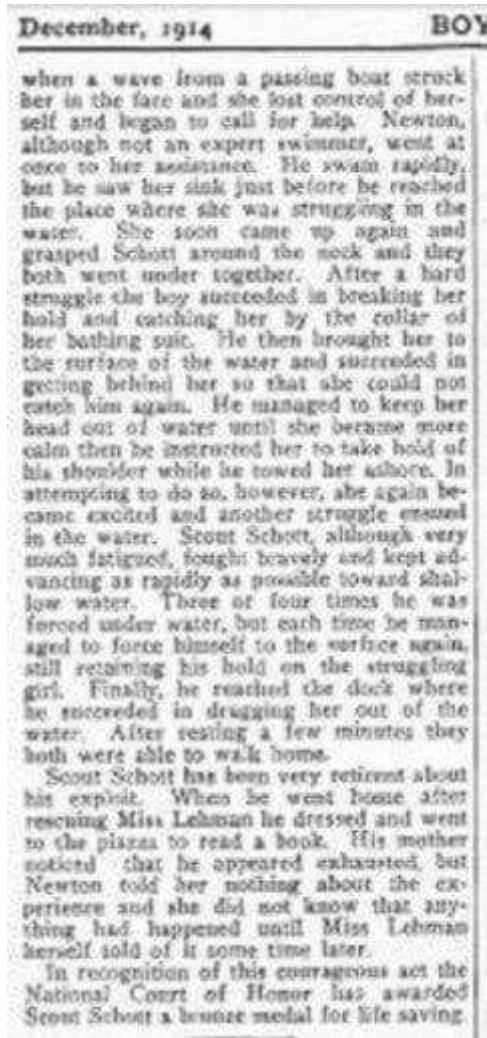 December, 1914 BOY
when a wave from a passing boat struck
her in the face and she lost control of her-
self and began to call for help. Newton,
although not an expert swimmer, went at
once to her assistance. He swam rapidly,
but he saw her sink just before he reached
the place where she was struggling in the
water. She soon came up again and
grasped Schott around the neck and they
both went under together. After a hard
struggle the boy succeeded in breaking her
hold and catching her by the collar of
her bathing suit. He then brought her to
the surface of the water and succeeded in
getting behind her so that she could not
catch him again. He managed to keep her
head out of water until she became more
calm then he instructed her to take hold of
his shoulder while he towed her ashore. In
attempting to do so, however, she again be-
came excited and another struggle ensued
in the water. Scout Schott, although very
much fatigued, fought bravely and kept ad-
vancing as rapidly as possible toward shal-
low water. Three or four times he was
forced under water, but each time he man-
aged to force himself to the surface again,
still retaining his hold on the struggling
girl. Finally, he reached the dock where
he succeeded in dragging her out of the
water. After resting a few minutes they
both were able to walk home.
Scout Schott has been very reticent about
his exploit. When he went home after
rescuing Miss Lehman he dressed and went
to the piazza to read a book. His mother
noticed that he appeared exhausted, but
Newton told her nothing about the ex-
perience and she did not know that any-
thing had happened until Miss Lehman
herself told of it some time later.
In recognition of this courageous act the
National Court of Honor has awarded
Scout Schott a bronze medal for life saving.